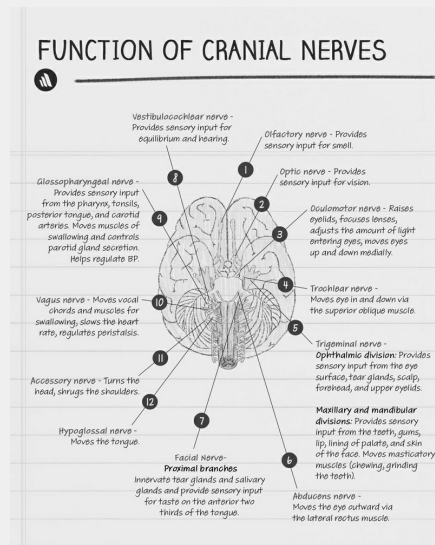 FUNCTION OF CRANIAL NERVES
Vestibulocochlear nerve -
Provides sensory input for
equilibrium and hearing.
Olfactory nerve - Provides
sensory input for smell.
8
1
Optic nerve - Provides
sensory input for vision.
2
Glossopharyngeal nerve -
Provides sensory input
from the pharynx, tonsils,
posterior tongue, and carotid
arteries. Moves muscles of
swallowing and controls
parotid gland secretion.
Helps regulate BP.
9
Oculomotor nerve - Raises
eyelids, focuses lenses,
adjusts the amount of light
entering eyes, moves eyes
up and down medially.
3
4
Trochlear nerve -
Moves eye in and down via
the superior oblique muscle.
Vagus nerve - Moves vocal
chords and muscles for
swallowing, slows the heart
rate, regulates peristalsis.
10
5
Trigeminal nerve -
Ophthalmic division: Provides
sensory input from the eye
surface, tear glands, scalp,
forehead, and upper eyelids.
Maxillary and mandibular
divisions: Provides sensory
input from the teeth, gums,
lip, lining of palate, and skin
of the face. Moves masticatory
muscles (chewing, grinding
the teeth).
11
Accessory nerve - Turns the
head, shrugs the shoulders.
12
Hypoglossal nerve -
Moves the tongue.
7
Facial Nerve-
Proximal branches
Innervate tear glands and salivary
glands and provide sensory input
for taste on the anterior two
thirds of the tongue.
6
Abducens nerve -
Moves the eye outward via
the lateral rectus muscle.